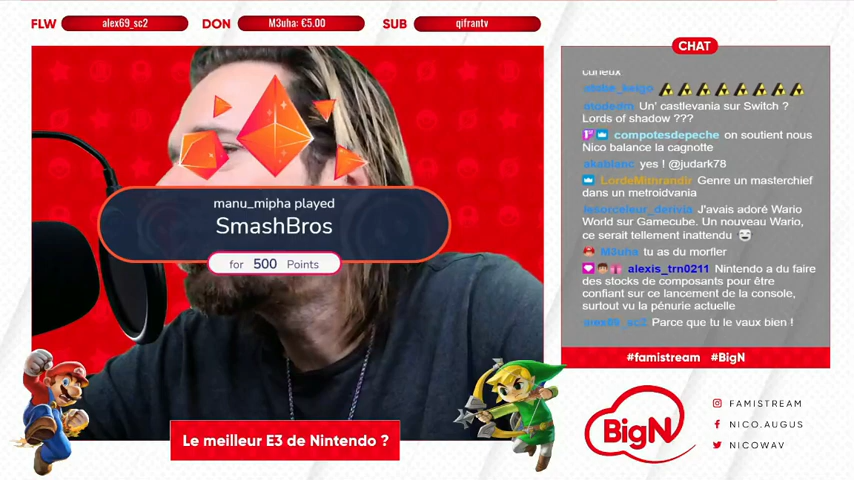 FLW alex69_sc2 DON M3uha: €5.00 SUB qifrantv
CHAT
manu_mipha played
SmashBros
for 500 Points
Le meilleur E3 de Nintendo ?
curieux
Un' castlevania sur Switch ?
Lords of shadow ???
compotesdepeche on soutient nous
Nico balance la cagnotte
akabianc yes ! @judark78
LordeMithrandir Genre un masterchief
dans un metroidvania
J'avais adoré Wario
World sur Gamecube. Un nouveau Wario,
ce serait tellement inattendu
M3uha tu as du morfler
alexis_trn0211 Nintendo a du faire
des stocks de composants pour être
confiant sur ce lancement de la console,
surtout vu la pénurie actuelle
alex69_sc2 Parce que tu le vaux bien !
#famistream #BigN
BigN
FAMISTREAM
NICO.AUGUS
NICOWAV